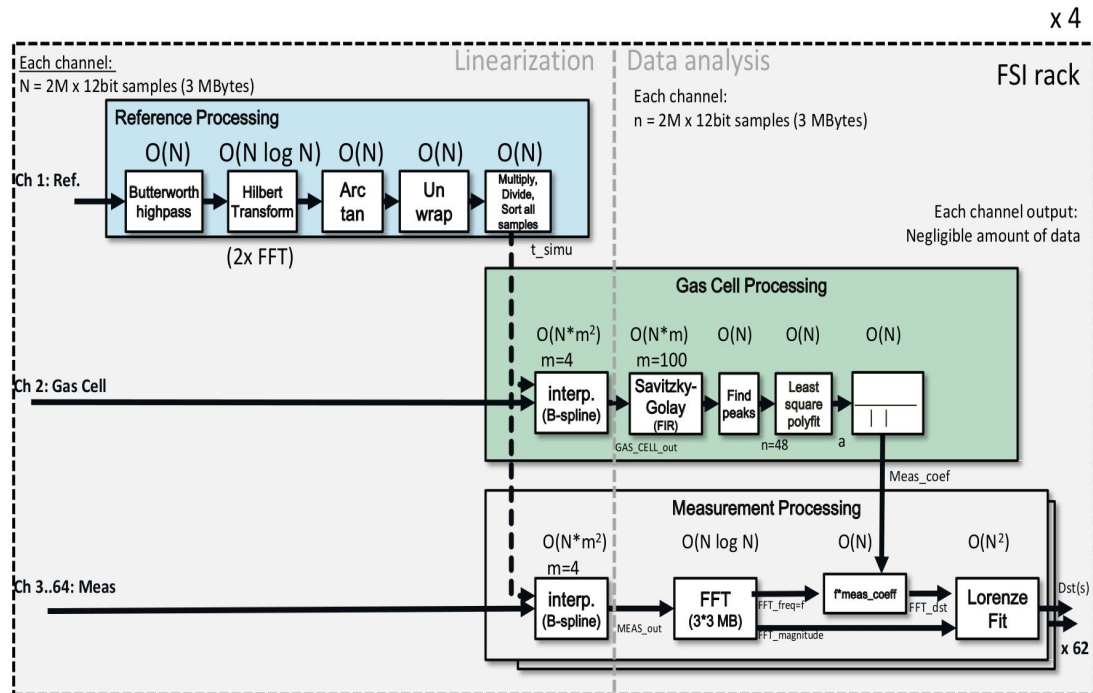 x 4
Each channel:
N = 2M x 12bit samples (3 MBytes)
Linearization
Data analysis
FSI rack
Each channel:
n = 2M x 12bit samples (3 MBytes)
Reference Processing
O(N)
O(N log N)
O(N)
O(N)
O(N)
Ch 1: Ref.
Butterworth
highpass
Hilbert
Transform
Arc
tan
Un
wrap
Multiply,
Divide,
Sort all
samples
(2x FFT)
t_simu
Each channel output:
Negligible amount of data
Gas Cell Processing
O(N*m²)
m=4
O(N*m)
m=100
O(N)
O(N)
O(N)
Ch 2: Gas Cell
interp.
(B-spline)
Savitzky-
Golay
(FIR)
Find
peaks
Least
square
polyfit
GAS_CELL_out
n=48
a
Meas_coef
Measurement Processing
O(N*m²)
m=4
O(N log N)
O(N)
O(N²)
Ch 3..64: Meas
interp.
(B-spline)
MEAS_out
FFT
(3*3 MB)
FFT_freq=f
FFT_magnitude
f*meas_coeff
FFT_dst
Lorenze
Fit
Dst(s)
x 62